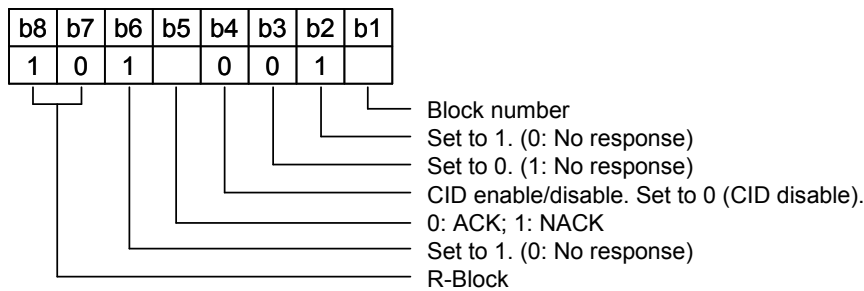 b8 b7 b6 b5 b4 b3 b2 b1
1 0 1 0 0 1
Block number
Set to 1. (0: No response)
Set to 0. (1: No response)
CID enable/disable. Set to 0 (CID disable).
0: ACK; 1: NACK
Set to 1. (0: No response)
R-Block